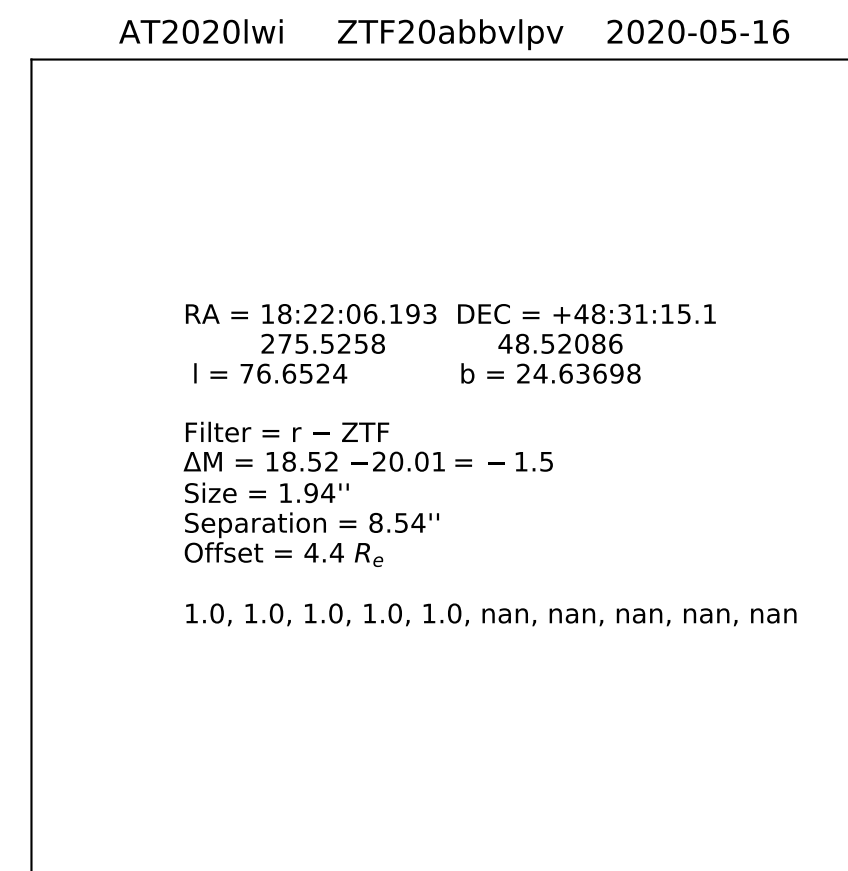 AT2020lwi ZTF20abbvlpv 2020-05-16
RA = 18:22:06.193 DEC = +48:31:15.1
275.5258 48.52086
l = 76.6524 b = 24.63698
Filter = r − ZTF
ΔM = 18.52 −20.01 = − 1.5
Size = 1.94''
Separation = 8.54''
Offset = 4.4 Rₑ
1.0, 1.0, 1.0, 1.0, 1.0, nan, nan, nan, nan, nan